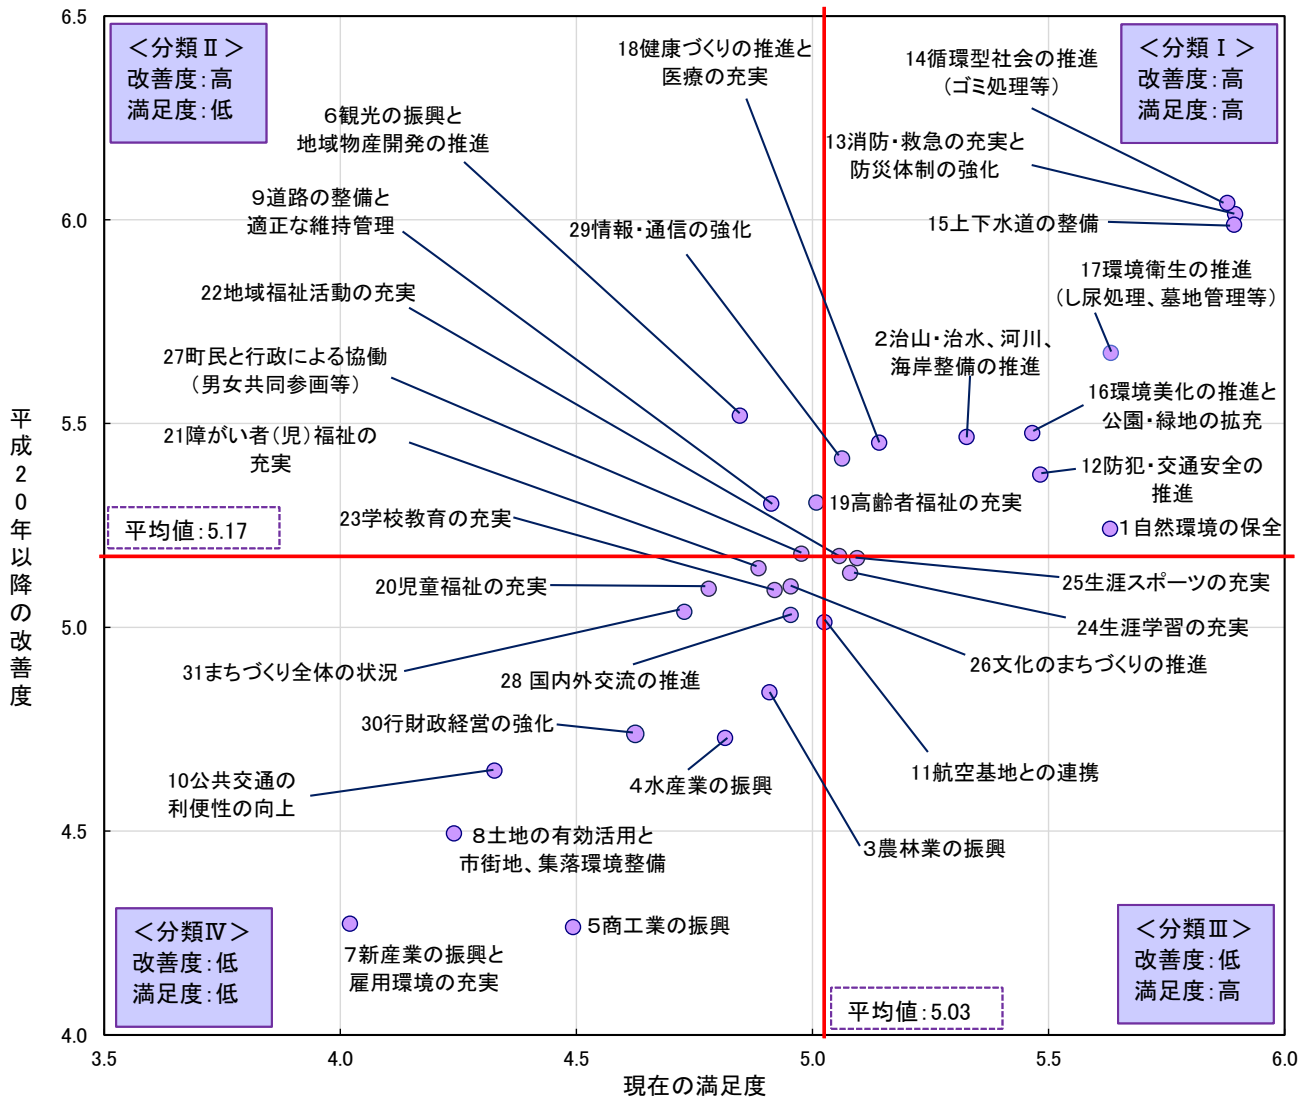 6.5
6.0
5.5
5.0
4.5
4.0
3.5
4.0
4.5
5.0
5.5
6.0
平成20年以降の改善度
現在の満足度
＜分類Ⅱ＞
改善度：高
満足度：低
＜分類Ⅰ＞
改善度：高
満足度：高
18健康づくりの推進と
医療の充実
14循環型社会の推進
（ゴミ処理等）
6観光の振興と
地域物産開発の推進
13消防・救急の充実と
防災体制の強化
9道路の整備と
適正な維持管理
29情報・通信の強化
15上下水道の整備
17環境衛生の推進
（し尿処理、墓地管理等）
22地域福祉活動の充実
2治山・治水、河川、
海岸整備の推進
27町民と行政による協働
（男女共同参画等）
16環境美化の推進と
公園・緑地の拡充
21障がい者（児）福祉の
充実
12防犯・交通安全の
推進
19高齢者福祉の充実
23学校教育の充実
1自然環境の保全
平均値：5.17
20児童福祉の充実
25生涯スポーツの充実
24生涯学習の充実
31まちづくり全体の状況
28 国内外交流の推進
26文化のまちづくりの推進
30行財政経営の強化
11航空基地との連携
10公共交通の
利便性の向上
4水産業の振興
8土地の有効活用と
市街地、集落環境整備
3農林業の振興
＜分類Ⅳ＞
改善度：低
満足度：低
7新産業の振興と
雇用環境の充実
5商工業の振興
＜分類Ⅲ＞
改善度：低
満足度：高
平均値：5.03